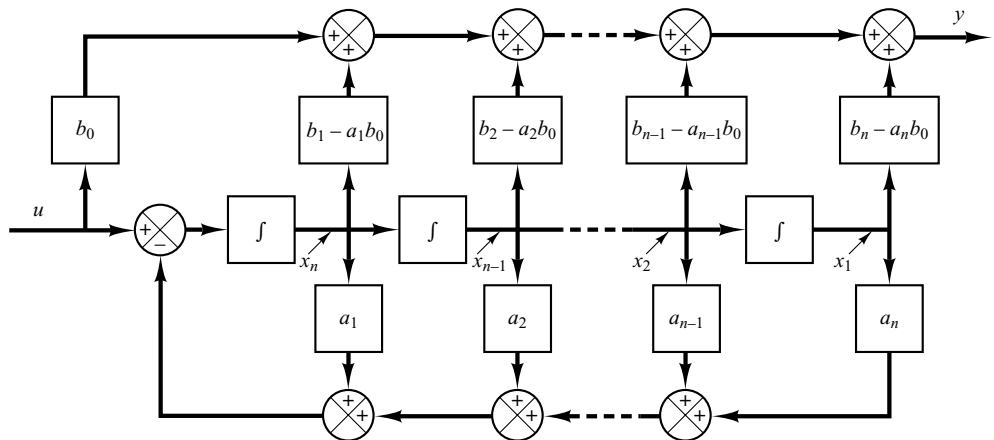 y
+ + + + + + + +
b₀ b₁ – a₁b₀ b₂ – a₂b₀ bₙ₋₁ – aₙ₋₁b₀ bₙ – aₙb₀
u + – ∫ ∫ ∫
xₙ xₙ₋₁ x₂ x₁
a₁ a₂ aₙ₋₁ aₙ
+ + + + + +